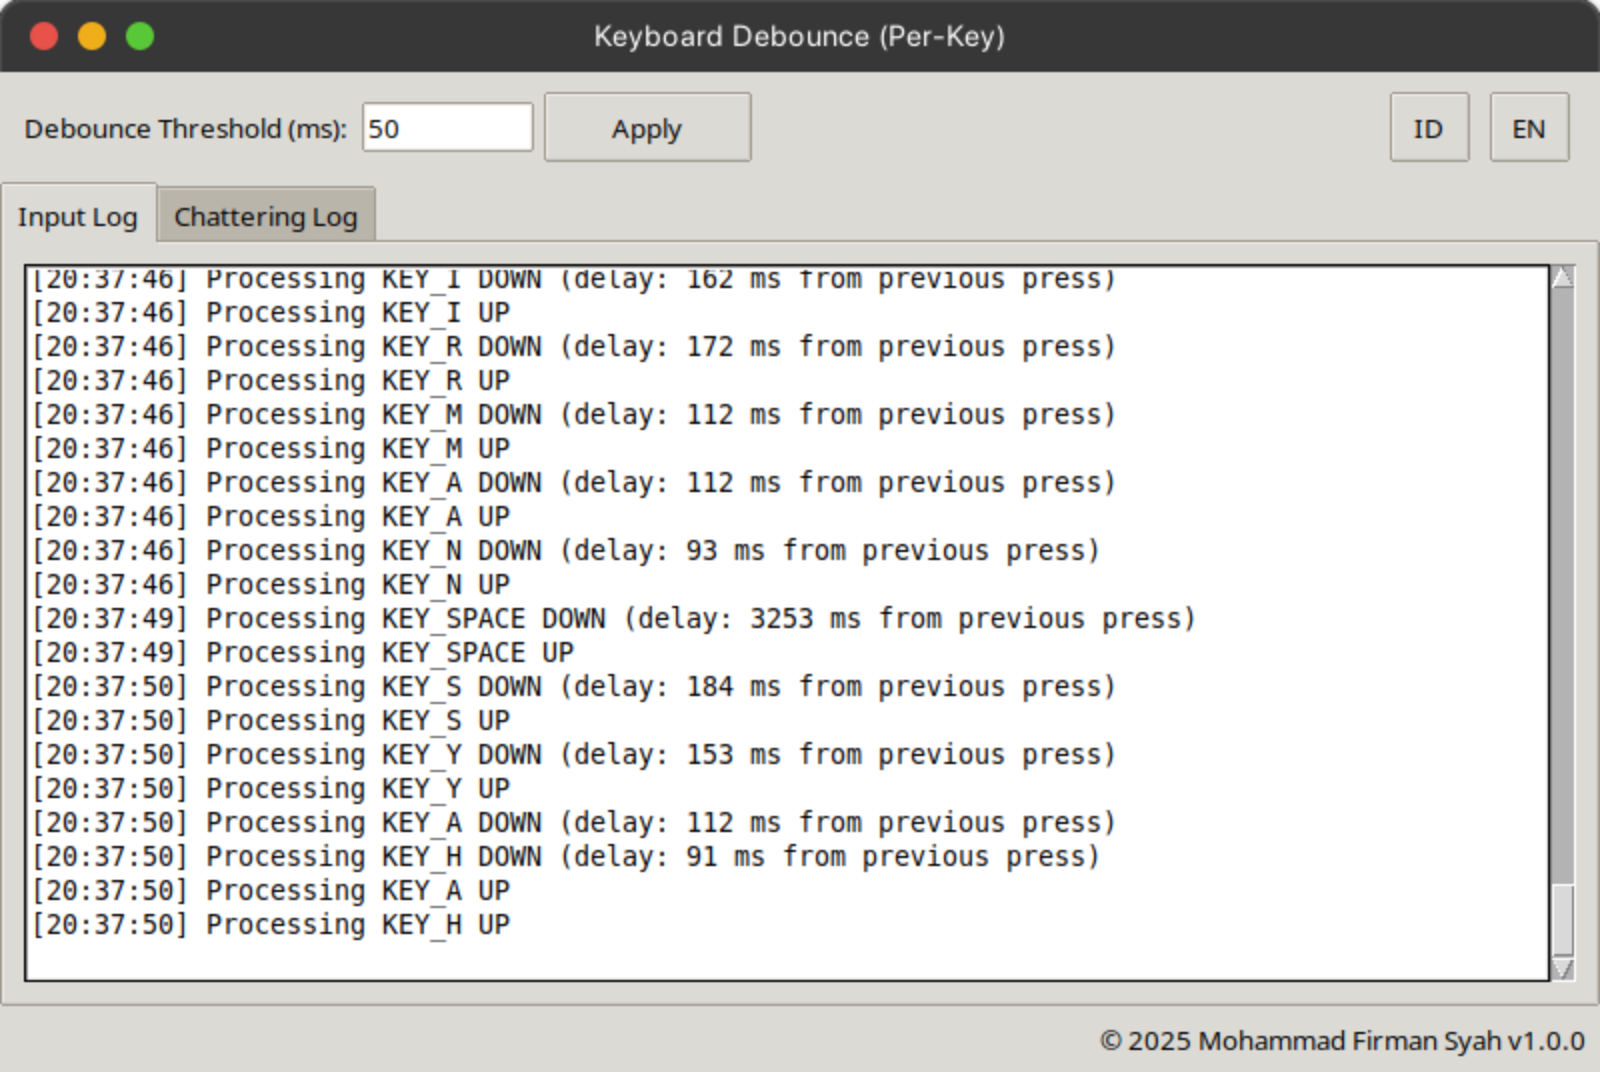 Keyboard Debounce (Per-Key)
Debounce Threshold (ms): 50 Apply ID EN
Input Log Chattering Log
[20:37:46] Processing KEY_I DOWN (delay: 162 ms from previous press)
[20:37:46] Processing KEY_I UP
[20:37:46] Processing KEY_R DOWN (delay: 172 ms from previous press)
[20:37:46] Processing KEY_R UP
[20:37:46] Processing KEY_M DOWN (delay: 112 ms from previous press)
[20:37:46] Processing KEY_M UP
[20:37:46] Processing KEY_A DOWN (delay: 112 ms from previous press)
[20:37:46] Processing KEY_A UP
[20:37:46] Processing KEY_N DOWN (delay: 93 ms from previous press)
[20:37:46] Processing KEY_N UP
[20:37:49] Processing KEY_SPACE DOWN (delay: 3253 ms from previous press)
[20:37:49] Processing KEY_SPACE UP
[20:37:50] Processing KEY_S DOWN (delay: 184 ms from previous press)
[20:37:50] Processing KEY_S UP
[20:37:50] Processing KEY_Y DOWN (delay: 153 ms from previous press)
[20:37:50] Processing KEY_Y UP
[20:37:50] Processing KEY_A DOWN (delay: 112 ms from previous press)
[20:37:50] Processing KEY_H DOWN (delay: 91 ms from previous press)
[20:37:50] Processing KEY_A UP
[20:37:50] Processing KEY_H UP
© 2025 Mohammad Firman Syah v1.0.0